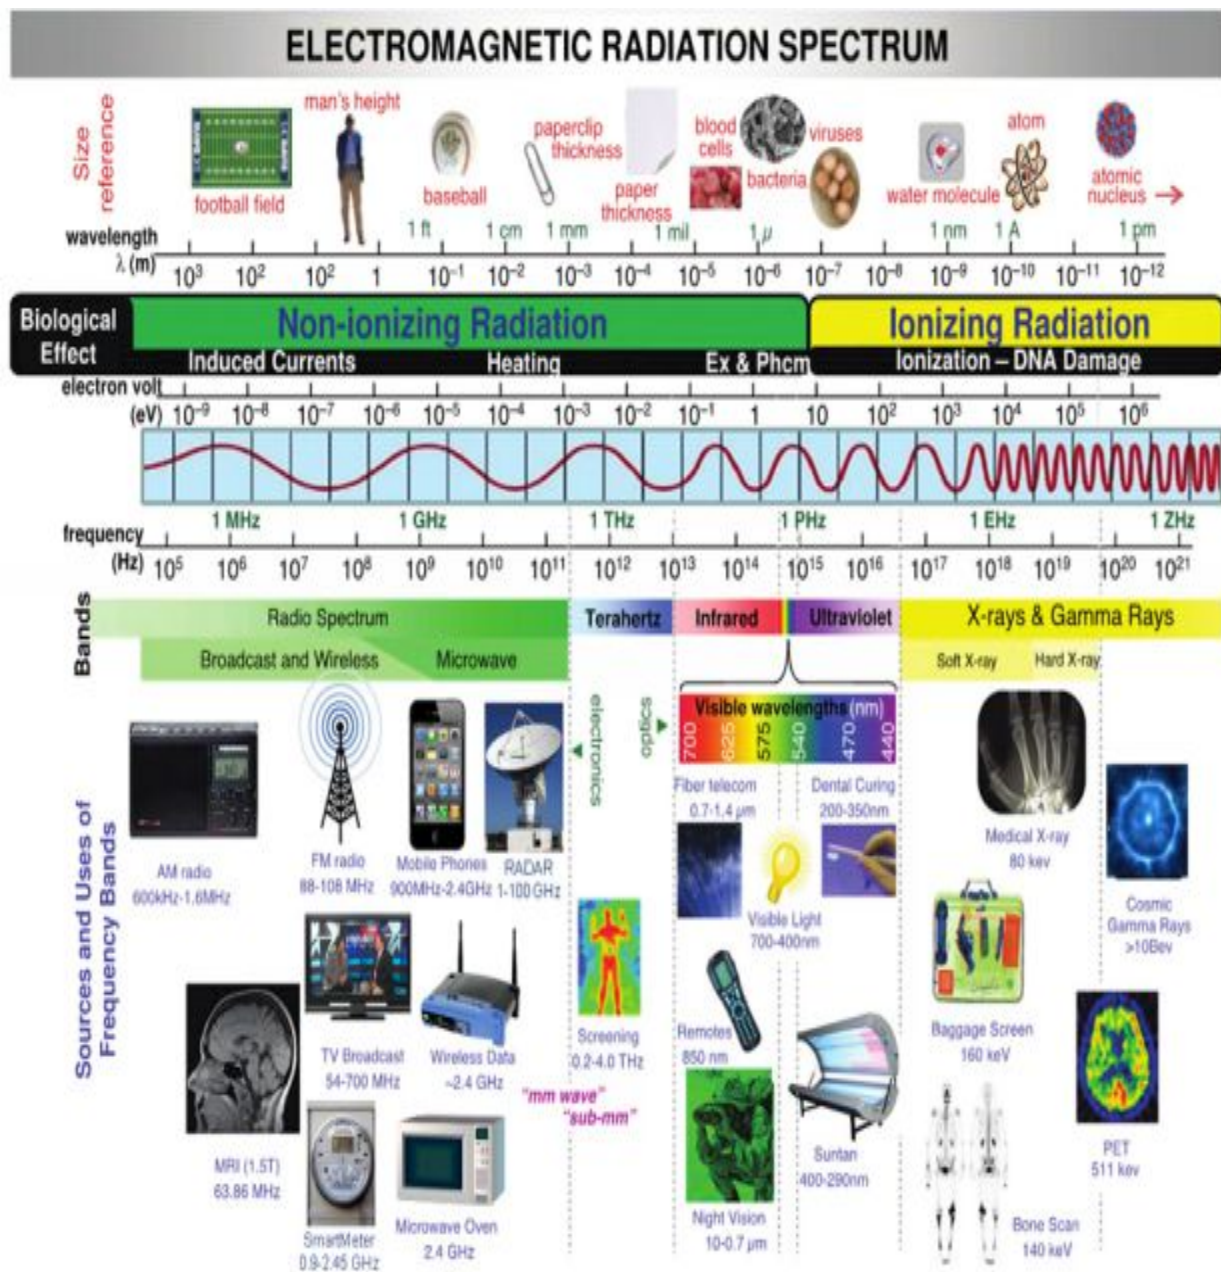 ELECTROMAGNETIC RADIATION SPECTRUM
Size
reference
football field
man's height
baseball
paperclip
thickness
paper
thickness
blood
cells
bacteria
viruses
water molecule
atom
atomic
nucleus →
wavelength
λ (m)
1 ft 1 cm 1 mm 1 mil 1 μ 1 nm 1 A 1 pm
10³ 10² 10² 1 10⁻¹ 10⁻² 10⁻³ 10⁻⁴ 10⁻⁵ 10⁻⁶ 10⁻⁷ 10⁻⁸ 10⁻⁹ 10⁻¹⁰ 10⁻¹¹ 10⁻¹²
Biological
Effect
Non-ionizing Radiation
Induced Currents Heating Ex & Phcm
Ionizing Radiation
Ionization – DNA Damage
electron volt
(eV) 10⁻⁹ 10⁻⁸ 10⁻⁷ 10⁻⁶ 10⁻⁵ 10⁻⁴ 10⁻³ 10⁻² 10⁻¹ 1 10 10² 10³ 10⁴ 10⁵ 10⁶
1 MHz 1 GHz 1 THz 1 PHz 1 EHz 1 ZHz
frequency
(Hz) 10⁵ 10⁶ 10⁷ 10⁸ 10⁹ 10¹⁰ 10¹¹ 10¹² 10¹³ 10¹⁴ 10¹⁵ 10¹⁶ 10¹⁷ 10¹⁸ 10¹⁹ 10²⁰ 10²¹
Bands
Radio Spectrum Terahertz Infrared Ultraviolet X-rays & Gamma Rays
Broadcast and Wireless Microwave Soft X-ray Hard X-ray
electronics
optics
Visible wavelengths (nm)
700 625 575 540 470 440
Sources and Uses of
Frequency Bands
AM radio
600kHz-1.6MHz
FM radio
88-108 MHz
Mobile Phones
900MHz-2.4GHz
RADAR
1-100 GHz
Fiber telecom
0.7-1.4 μm
Dental Curing
200-350nm
Medical X-ray
80 kev
Visible Light
700-400nm
Cosmic
Gamma Rays
>10Bev
TV Broadcast
54-700 MHz
Wireless Data
~2.4 GHz
Screening
0.2-4.0 THz
"mm wave"
"sub-mm"
Remotes
850 nm
Baggage Screen
160 keV
MRI (1.5T)
63.86 MHz
SmartMeter
0.9-2.45 GHz
Microwave Oven
2.4 GHz
Night Vision
10-0.7 μm
Suntan
400-290nm
PET
511 kev
Bone Scan
140 keV